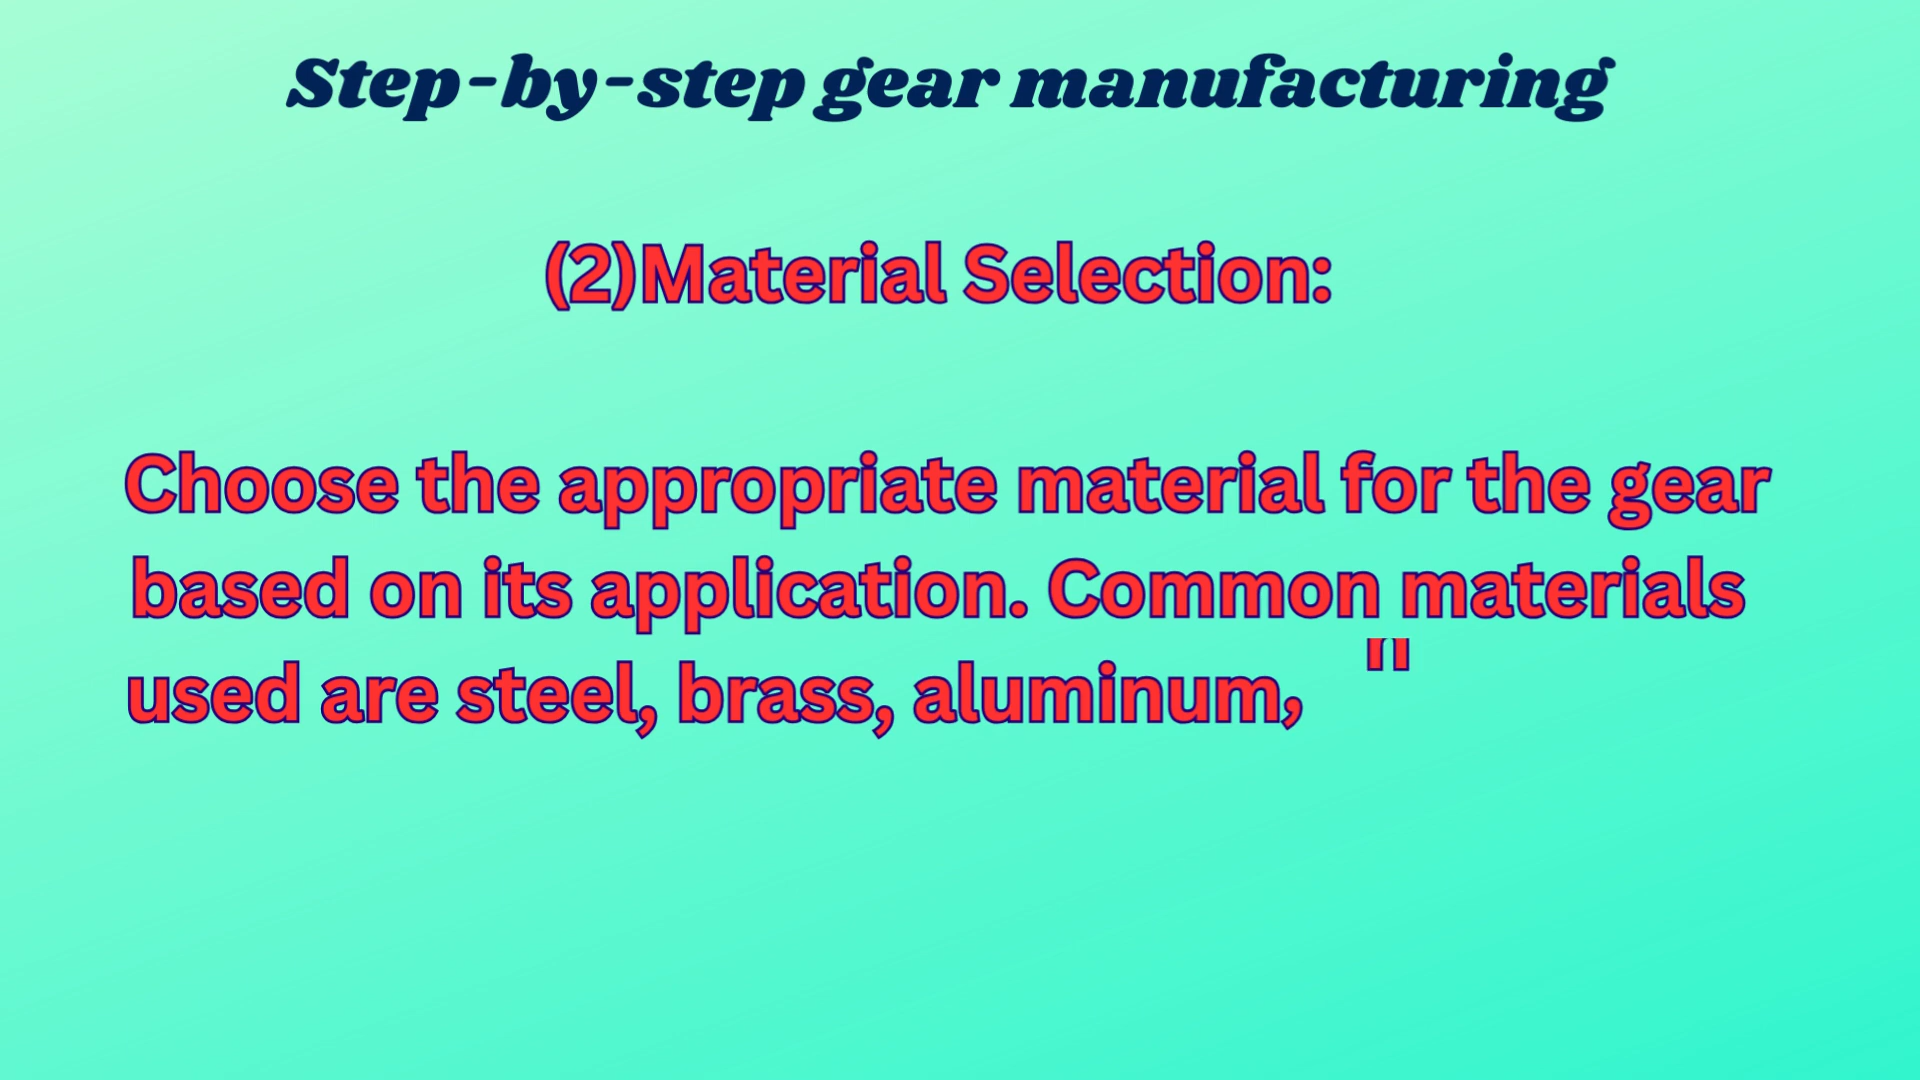 Step-by-step gear manufacturing
(2)Material Selection:
Choose the appropriate material for the gear
based on its application. Common materials
used are steel, brass, aluminum,